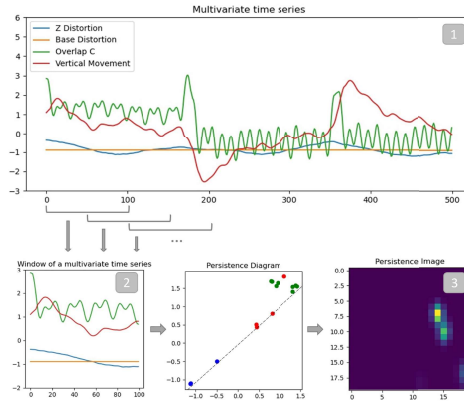 Multivariate time series
6
5
4
3
2
1
0
−1
−2
−3
Z Distortion
Base Distortion
Overlap C
Vertical Movement
1
0 100 200 300 400 500
...
Window of a multivariate time series
2
3
2
1
0
−1
−2
0 20 40 60 80 100
Persistence Diagram
1.5
1.0
0.5
0.0
−0.5
−1.0
−1.0 −0.5 0.0 0.5 1.0 1.5
Persistence Image
3
0.0
2.5
5.0
7.5
10.0
12.5
15.0
17.5
0 5 10 15